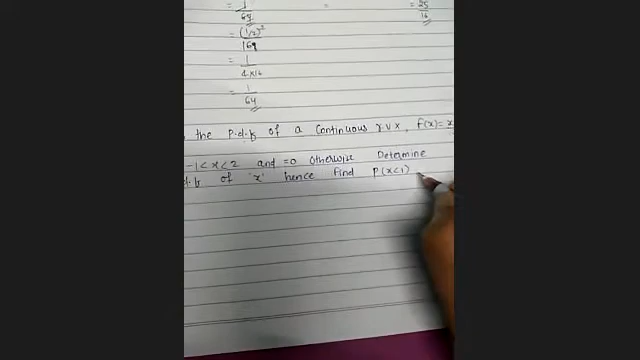 = 1/64 = = 25/16
= (1/2)²/16
= 1/4×16
= 1/64
the P.d.f of a Continuous r.v x, f(x)= x
-1<x<2 and =0 otherwise Determine
d.f of 'x' hence find P(x<1)